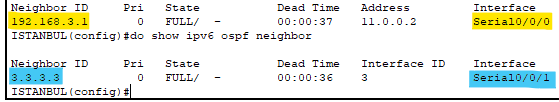 Neighbor ID     Pri   State           Dead Time   Address         Interface
192.168.3.1       0   FULL/  -        00:00:37    11.0.0.2        Serial0/0/0
ISTANBUL(config)#do show ipv6 ospf neighbor
Neighbor ID     Pri   State           Dead Time   Interface ID    Interface
3.3.3.3           0   FULL/  -        00:00:36    3               Serial0/0/1
ISTANBUL(config)#